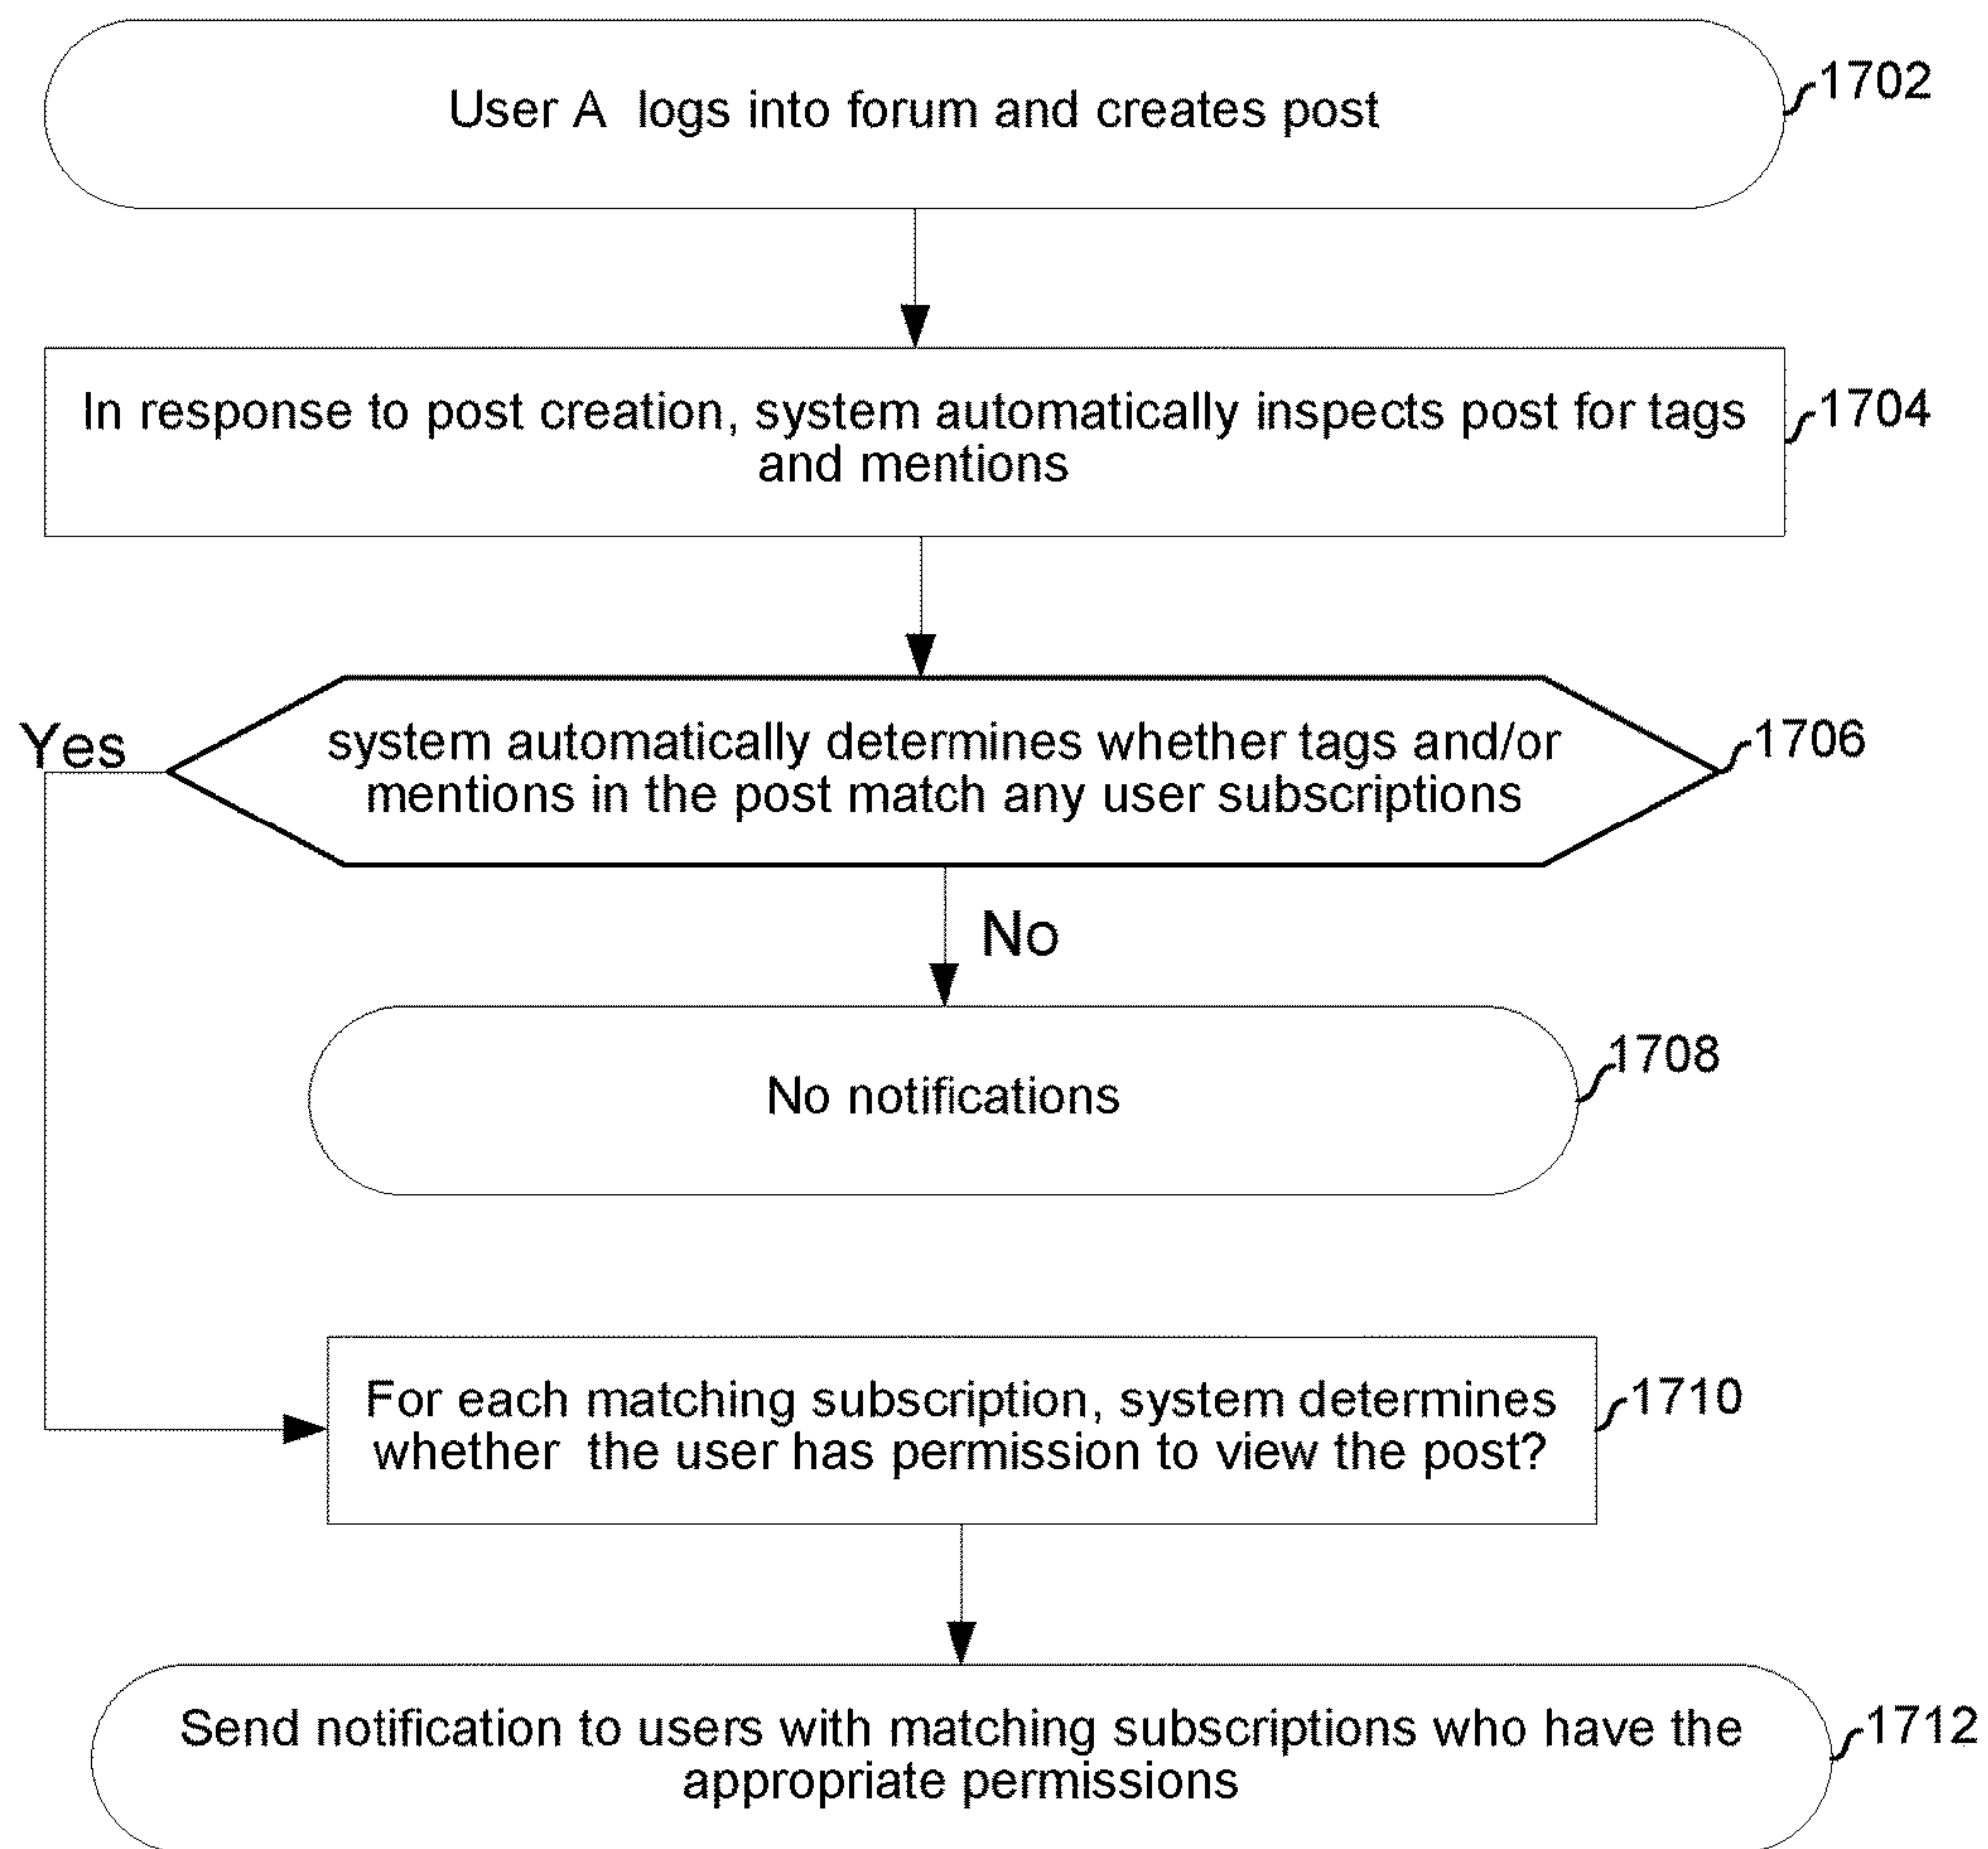 User A logs into forum and creates post
1702
In response to post creation, system automatically inspects post for tags
and mentions
1704
Yes
system automatically determines whether tags and/or
mentions in the post match any user subscriptions
1706
No
No notifications
1708
For each matching subscription, system determines
whether the user has permission to view the post?
1710
Send notification to users with matching subscriptions who have the
appropriate permissions
1712